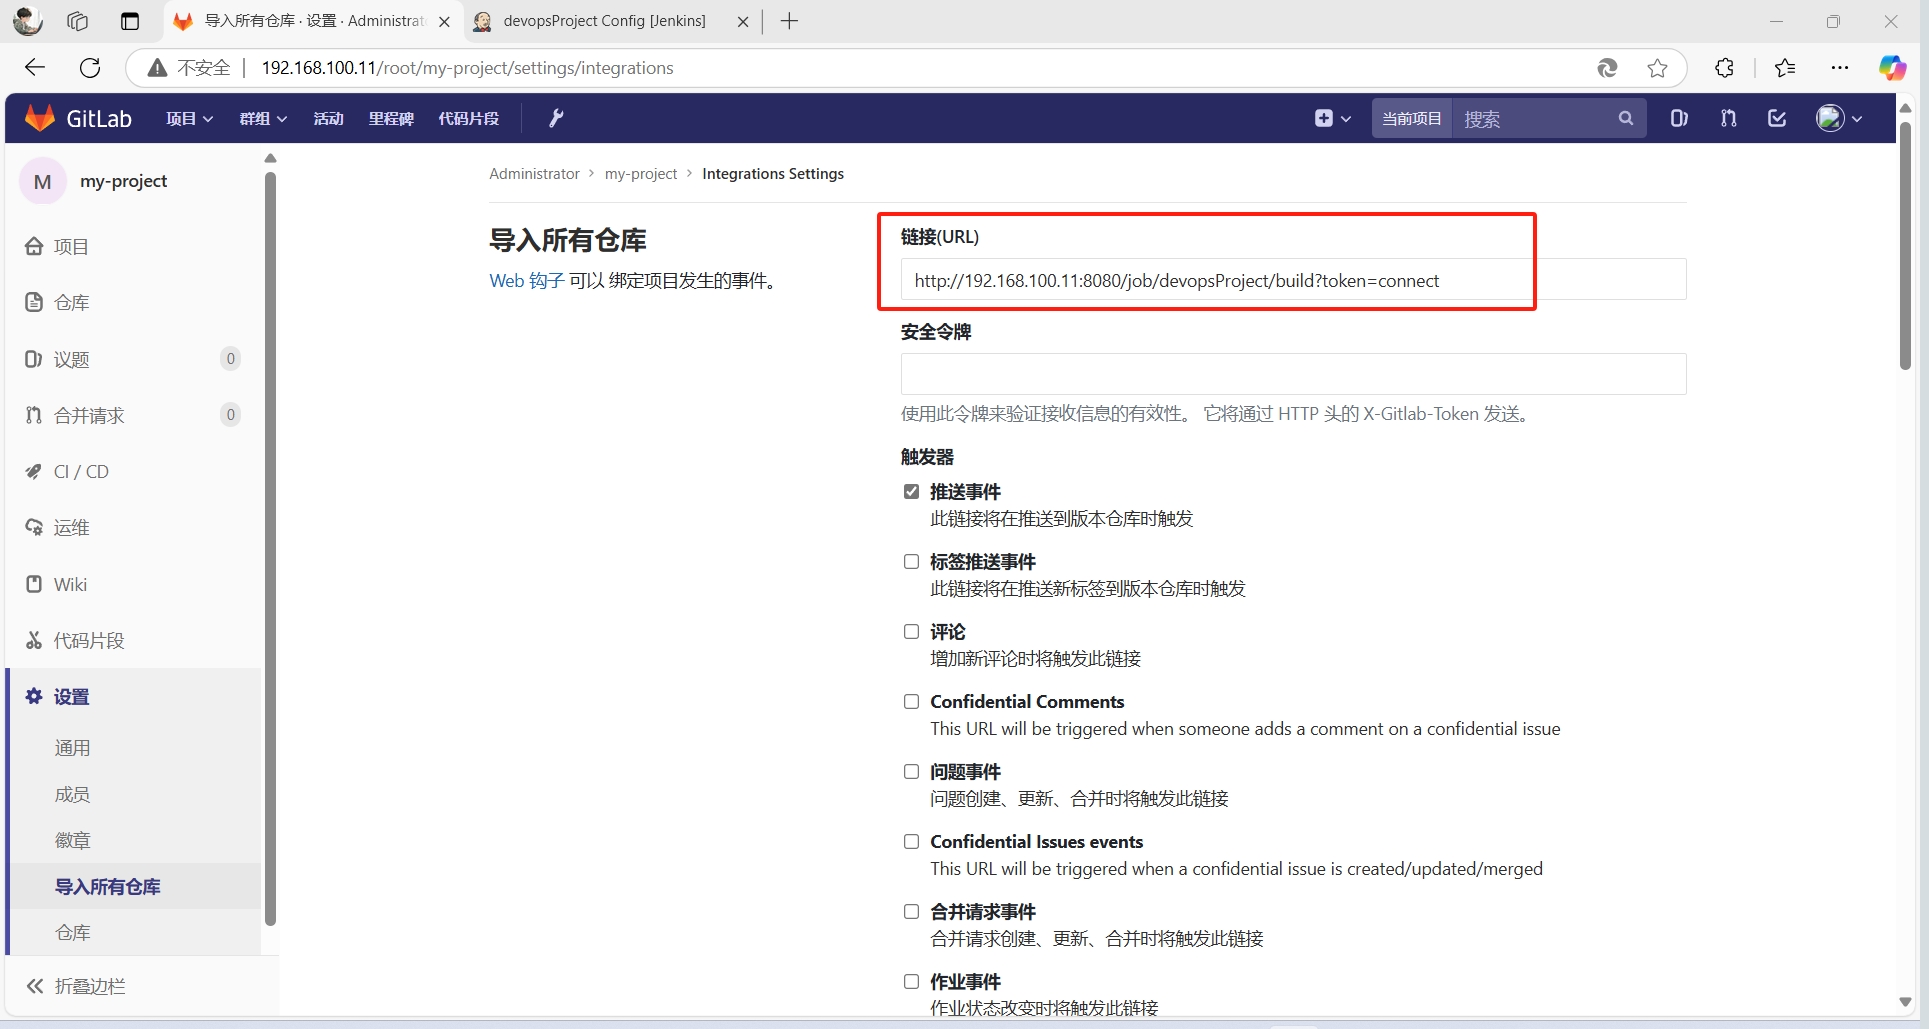 导入所有仓库 · 设置 · Administrat
devopsProject Config [Jenkins]
不安全
192.168.100.11/root/my-project/settings/integrations
GitLab
项目
群组
活动
里程碑
代码片段
当前项目
搜索
M
my-project
项目
仓库
议题
0
合并请求
0
CI / CD
运维
Wiki
代码片段
设置
通用
成员
徽章
导入所有仓库
仓库
折叠边栏
Administrator > my-project > Integrations Settings
导入所有仓库
Web 钩子 可以 绑定项目发生的事件。
链接(URL)
http://192.168.100.11:8080/job/devopsProject/build?token=connect
安全令牌
使用此令牌来验证接收信息的有效性。 它将通过 HTTP 头的 X-Gitlab-Token 发送。
触发器
推送事件
此链接将在推送到版本仓库时触发
标签推送事件
此链接将在推送新标签到版本仓库时触发
评论
增加新评论时将触发此链接
Confidential Comments
This URL will be triggered when someone adds a comment on a confidential issue
问题事件
问题创建、更新、合并时将触发此链接
Confidential Issues events
This URL will be triggered when a confidential issue is created/updated/merged
合并请求事件
合并请求创建、更新、合并时将触发此链接
作业事件
作业状态改变时将触发此链接